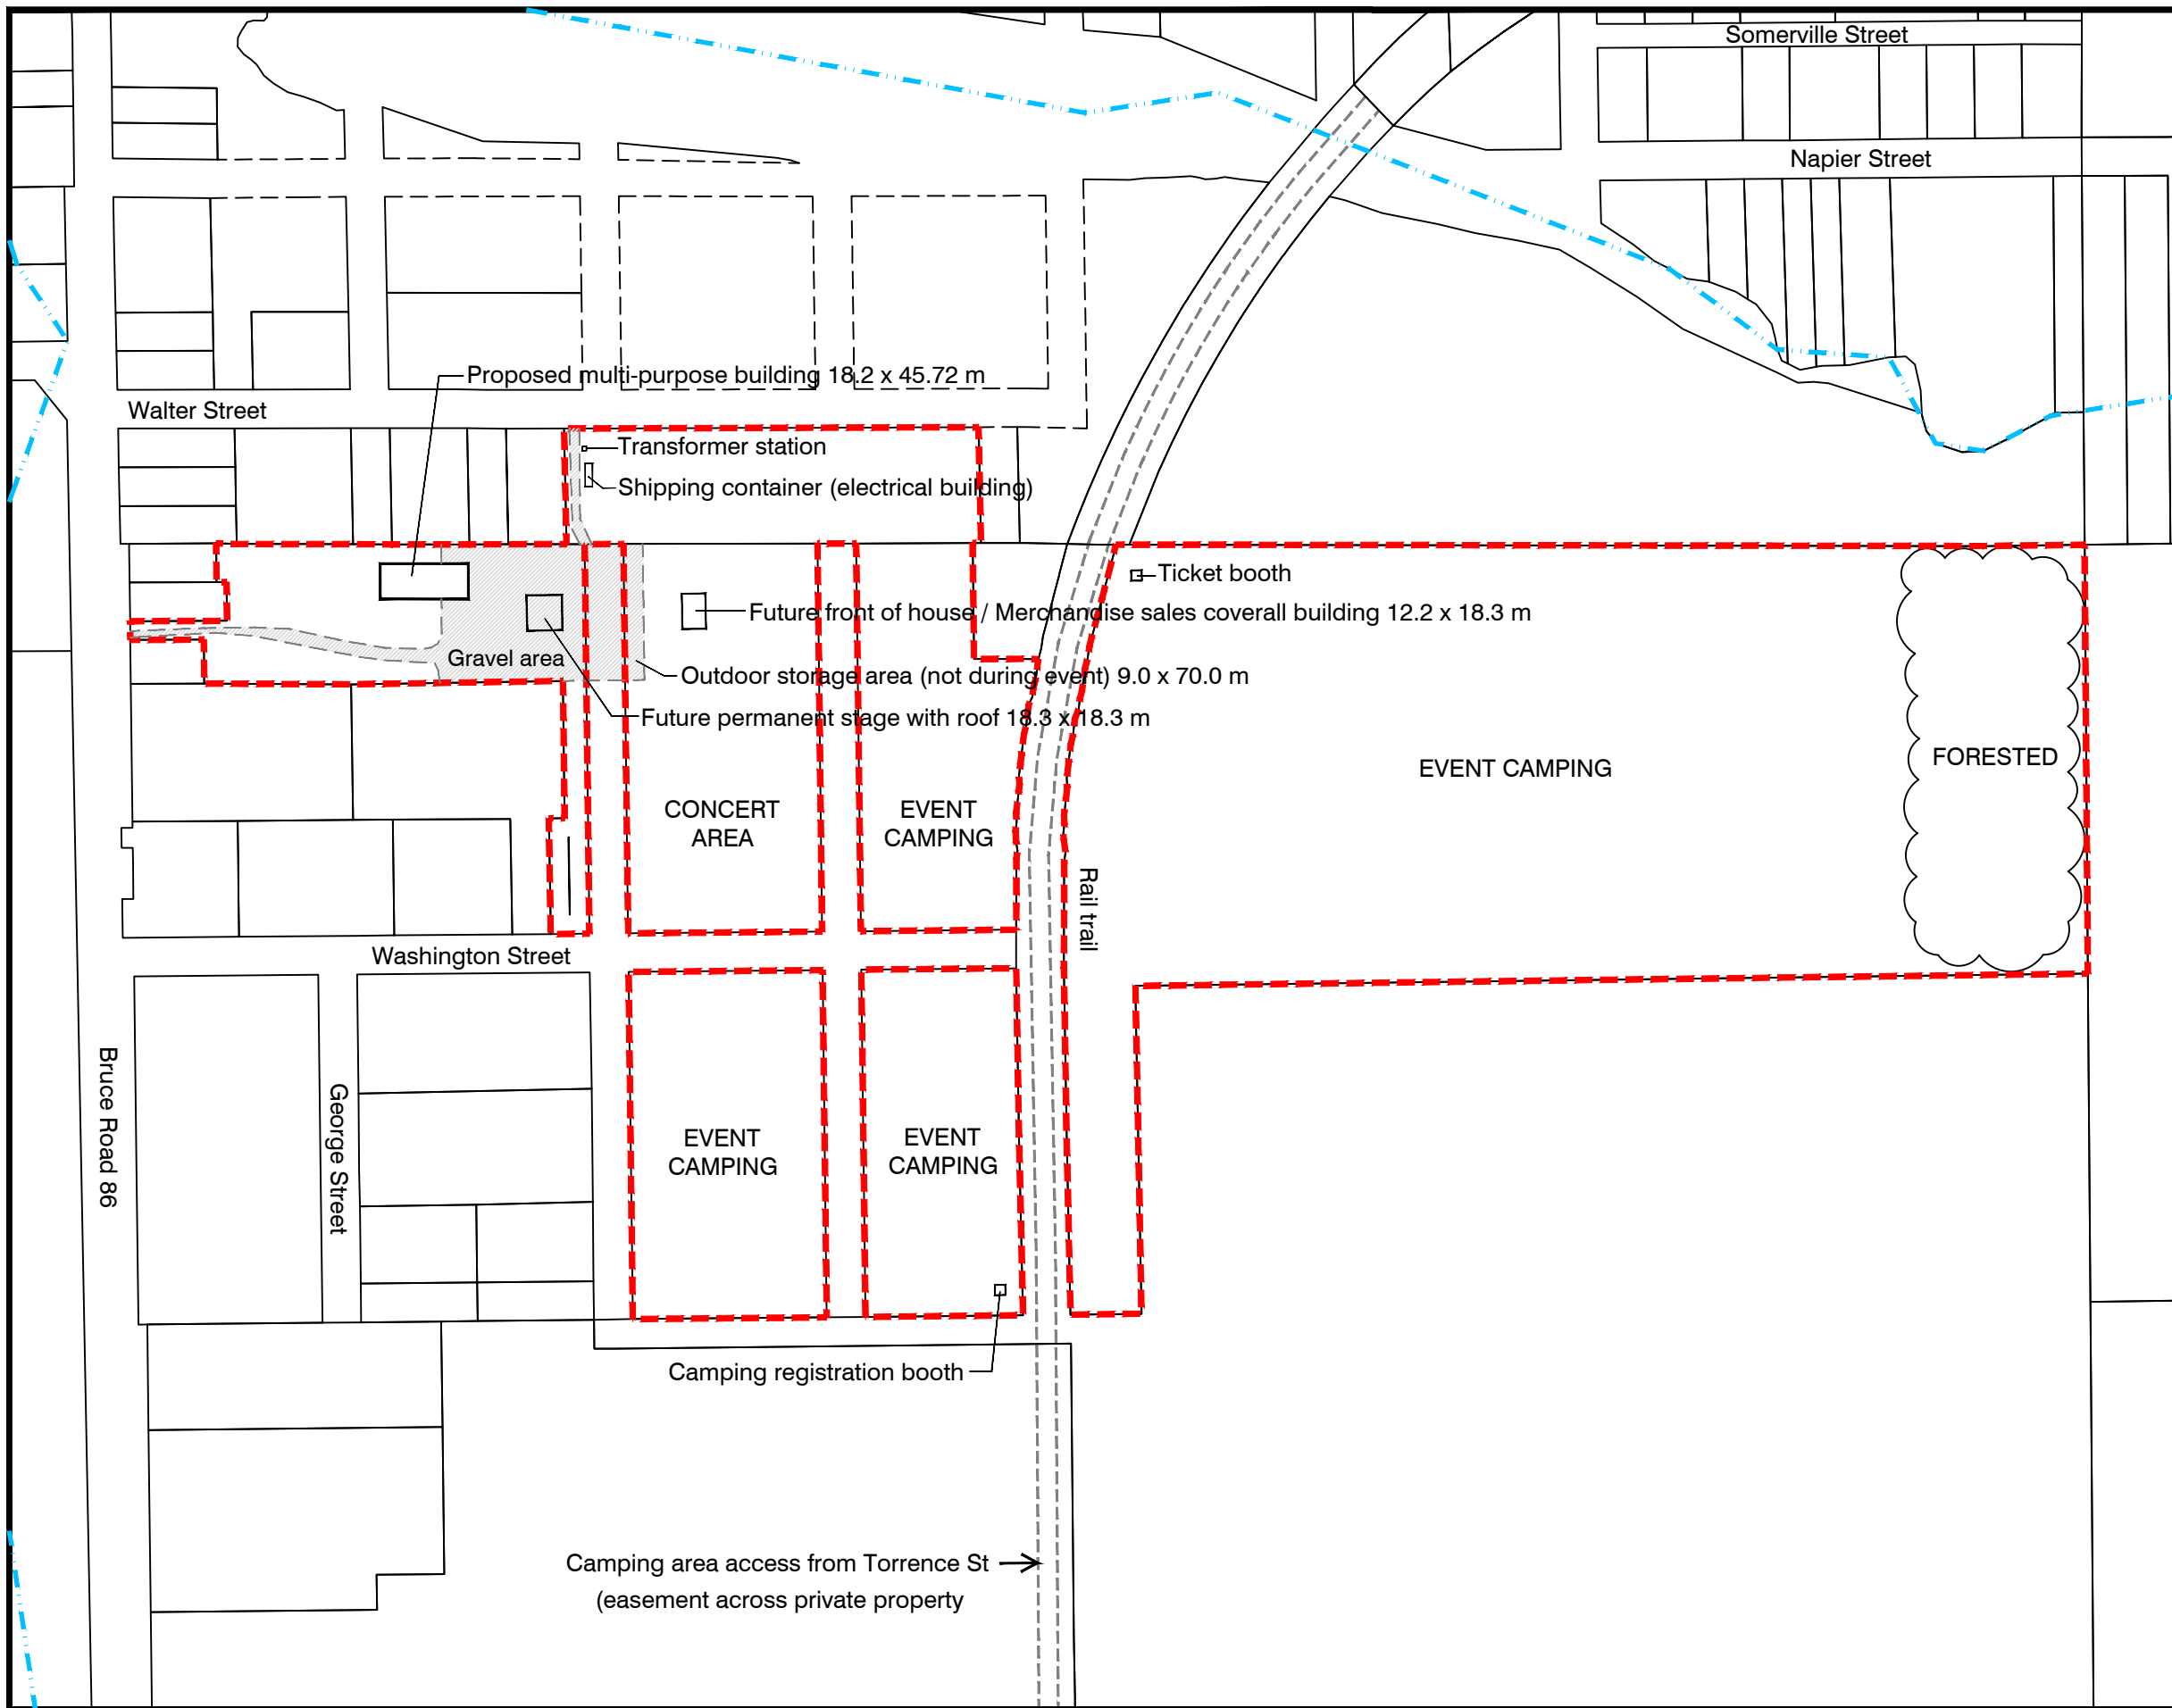 Somerville Street
Napier Street
Proposed multi-purpose building 18.2 x 45.72 m
Walter Street
Transformer station
Shipping container (electrical building)
Ticket booth
Future front of house / Merchandise sales coverall building 12.2 x 18.3 m
Gravel area
Outdoor storage area (not during event) 9.0 x 70.0 m
Future permanent stage with roof 18.3 x 18.3 m
EVENT CAMPING
FORESTED
CONCERT
AREA
EVENT
CAMPING
Rail trail
Washington Street
Bruce Road 86
George Street
EVENT
CAMPING
EVENT
CAMPING
Camping registration booth
Camping area access from Torrence St
(easement across private property